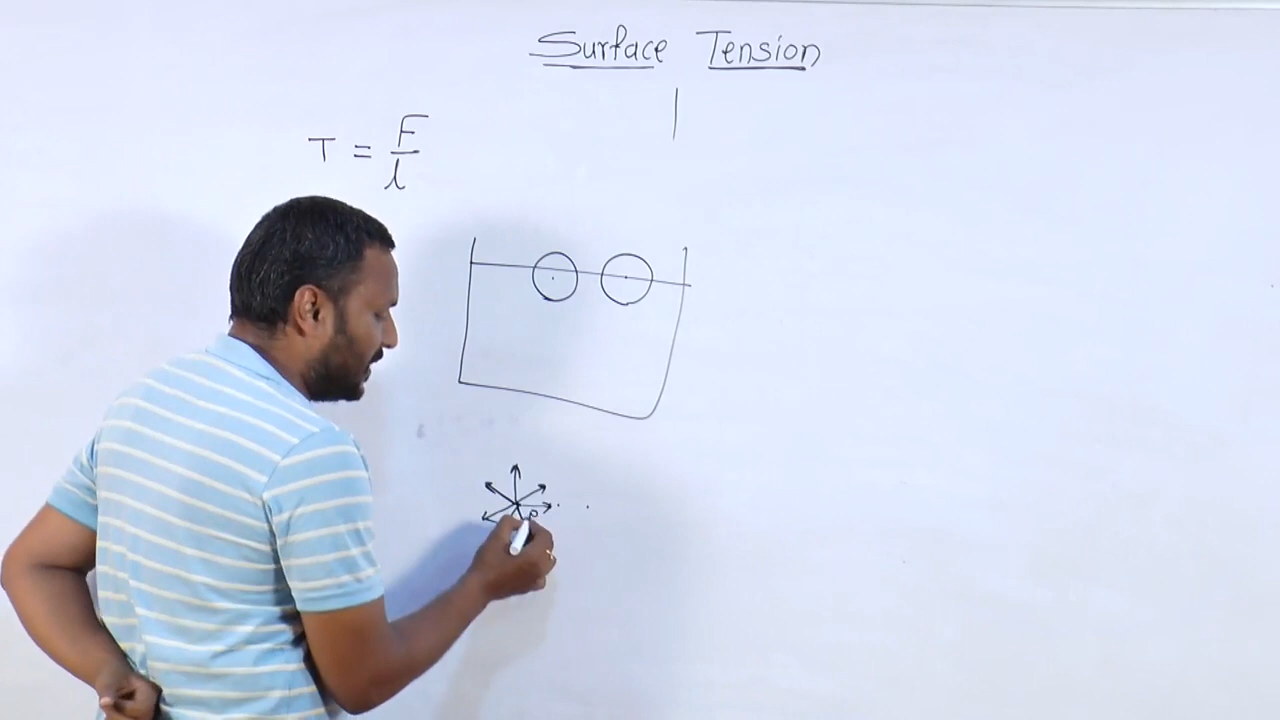 Surface Tension
T = F/l